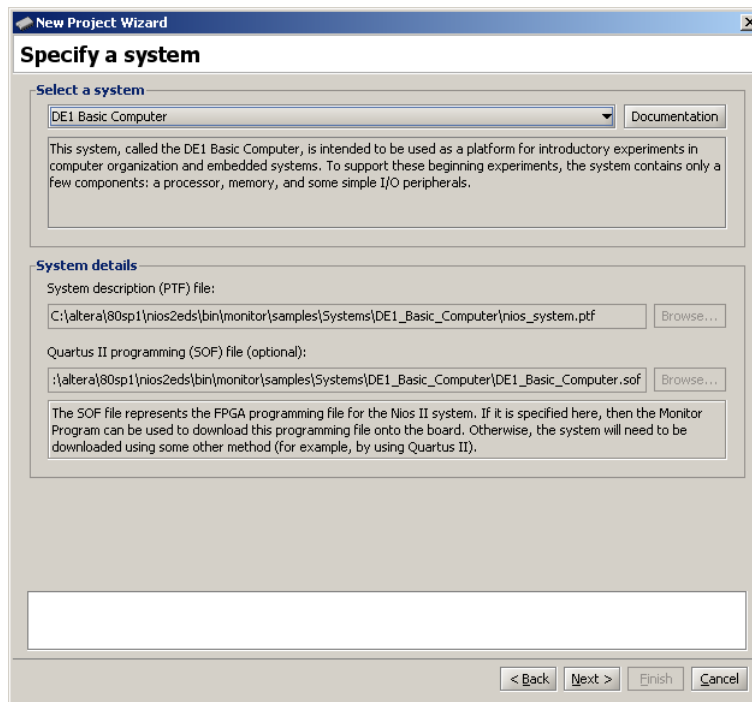 New Project Wizard
Specify a system
Select a system
DE1 Basic Computer
Documentation
This system, called the DE1 Basic Computer, is intended to be used as a platform for introductory experiments in
computer organization and embedded systems. To support these beginning experiments, the system contains only a
few components: a processor, memory, and some simple I/O peripherals.
System details
System description (PTF) file:
C:\altera\80sp1\nios2eds\bin\monitor\samples\Systems\DE1_Basic_Computer\nios_system.ptf
Browse...
Quartus II programming (SOF) file (optional):
:\altera\80sp1\nios2eds\bin\monitor\samples\Systems\DE1_Basic_Computer\DE1_Basic_Computer.sof
Browse...
The SOF file represents the FPGA programming file for the Nios II system. If it is specified here, then the Monitor
Program can be used to download this programming file onto the board. Otherwise, the system will need to be
downloaded using some other method (for example, by using Quartus II).
< Back
Next >
Finish
Cancel